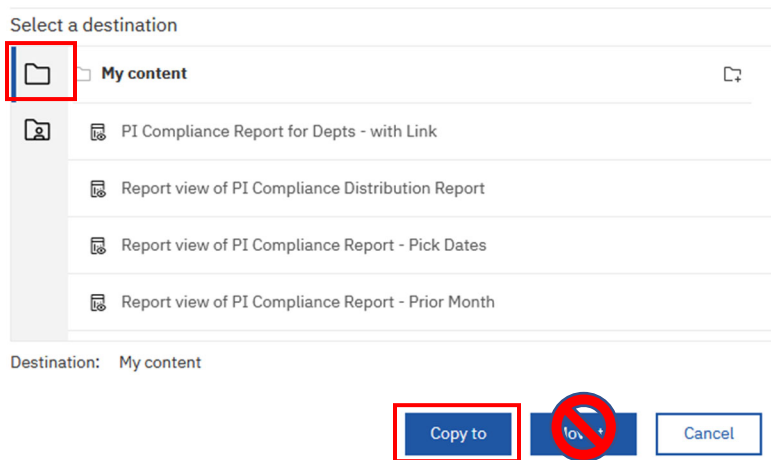 Select a destination
My content
PI Compliance Report for Depts - with Link
Report view of PI Compliance Distribution Report
Report view of PI Compliance Report - Pick Dates
Report view of PI Compliance Report - Prior Month
Destination: My content
Copy to
Cancel